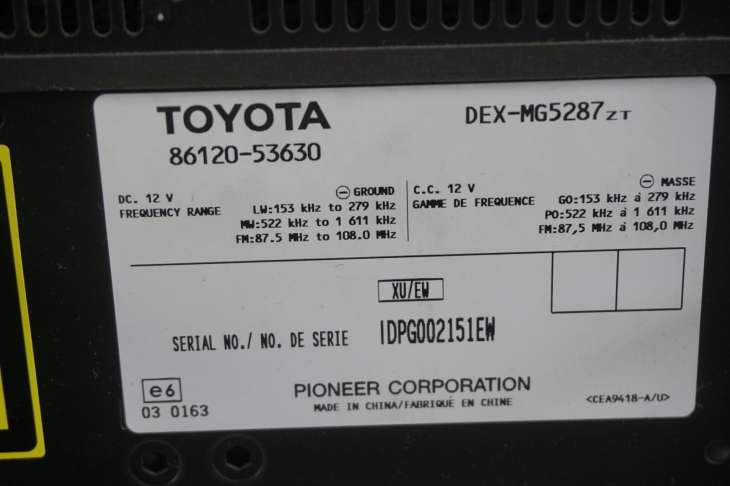 TOYOTA
86120-53630
DEX-MG5287ZT
DC. 12 V ⊖ GROUND
FREQUENCY RANGE LW:153 kHz to 279 kHz
MW:522 kHz to 1 611 kHz
FM:87.5 MHz to 108.0 MHz
C.C. 12 V ⊖ MASSE
GAMME DE FREQUENCE GO:153 kHz à 279 kHz
PO:522 kHz à 1 611 kHz
FM:87,5 MHz à 108,0 MHz
XU/EW
SERIAL NO./ NO. DE SERIE IDPG002151EW
e6
03 0163
PIONEER CORPORATION
MADE IN CHINA/FABRIQUÉ EN CHINE
<CEA9418-A/U>